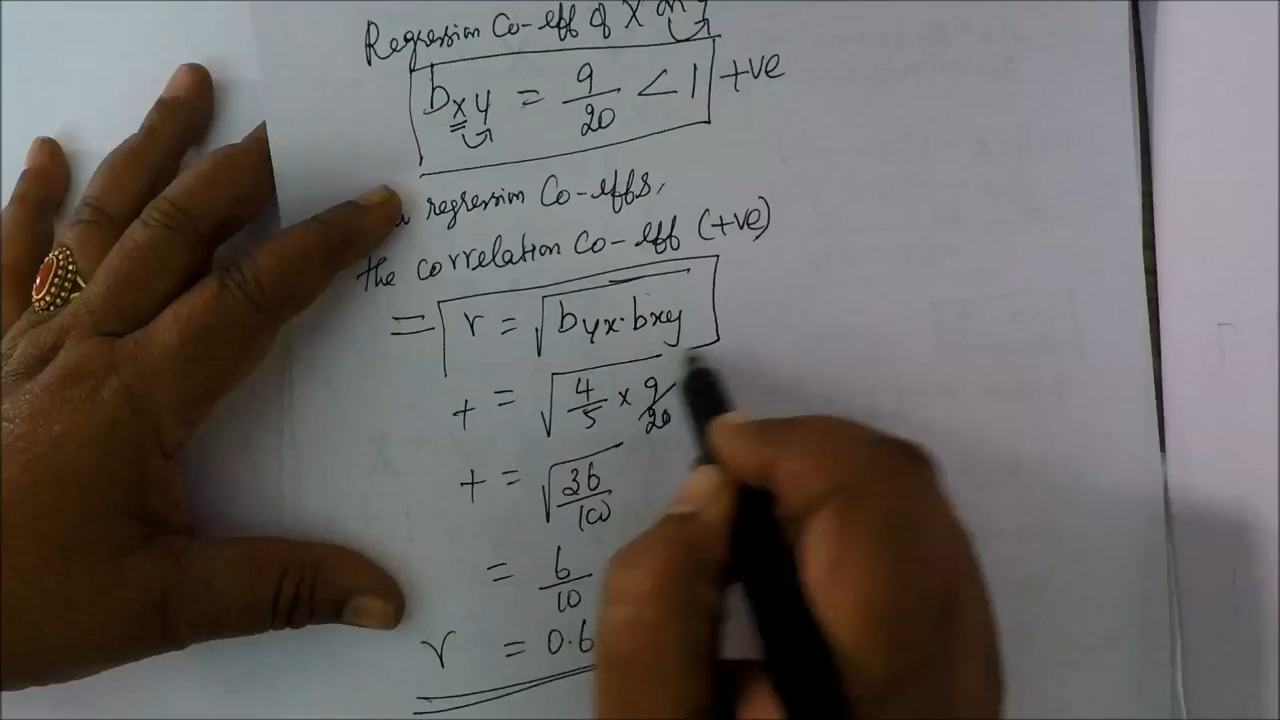 Regression Co-eff of X on y
bxy = 9/20 < 1 +ve
regression Co-effs,
the correlation co-eff (+ve)
= r = √byx·bxy
+ = √4/5 × 9/20
+ = √36/100
= 6/10
r = 0.6